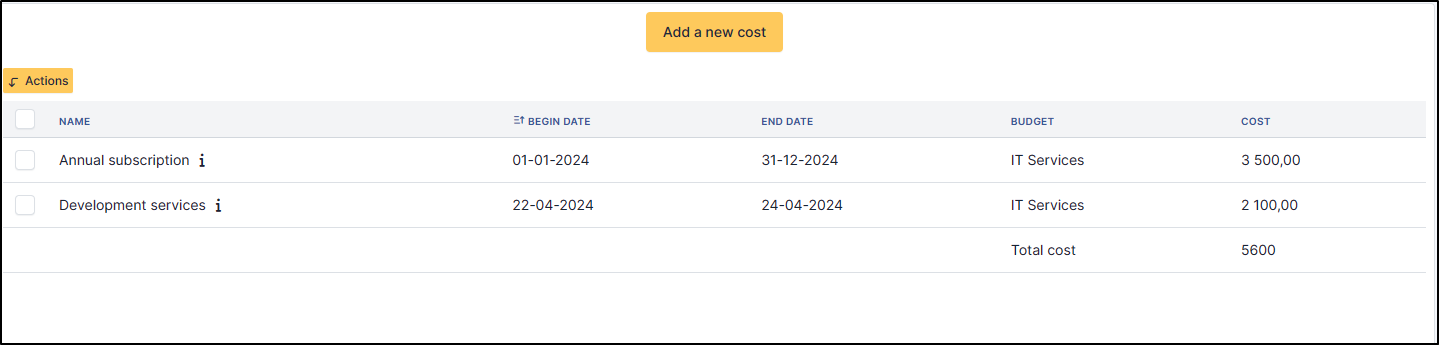 Add a new cost
Actions
NAME BEGIN DATE END DATE BUDGET COST
Annual subscription 01-01-2024 31-12-2024 IT Services 3 500,00
Development services 22-04-2024 24-04-2024 IT Services 2 100,00
Total cost 5600